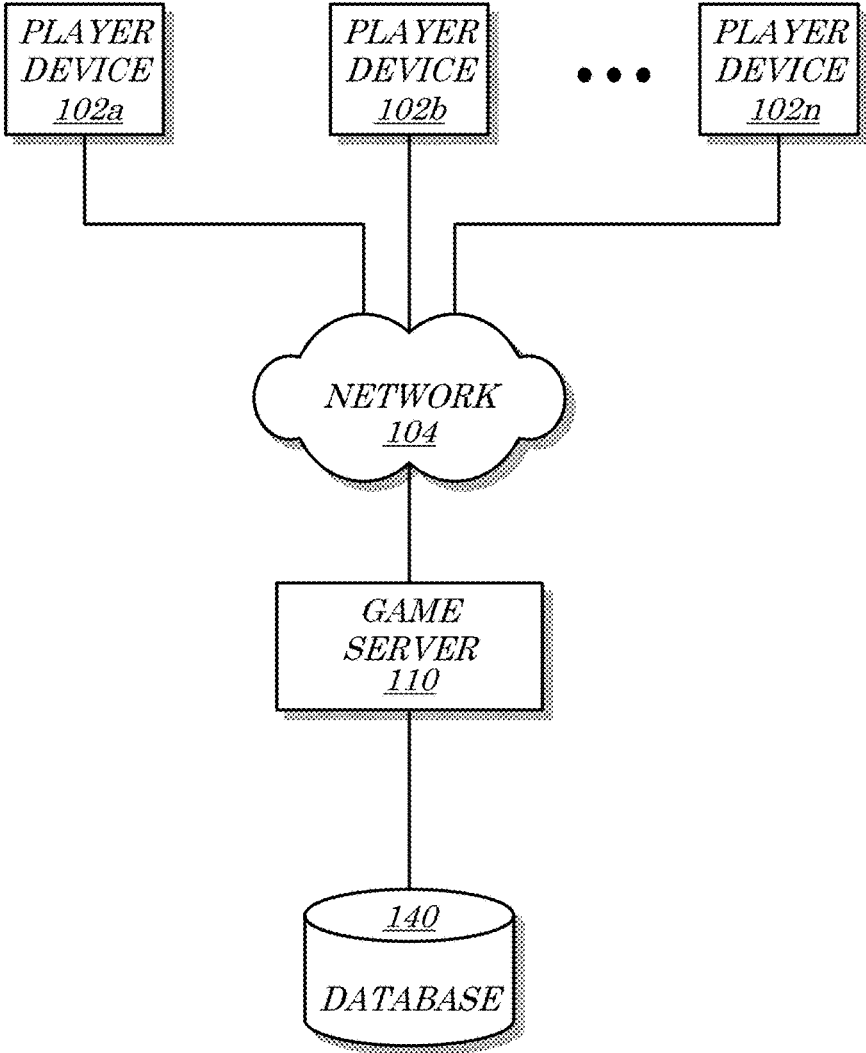 PLAYER
DEVICE
102a
PLAYER
DEVICE
102b
PLAYER
DEVICE
102n
NETWORK
104
GAME
SERVER
110
140
DATABASE